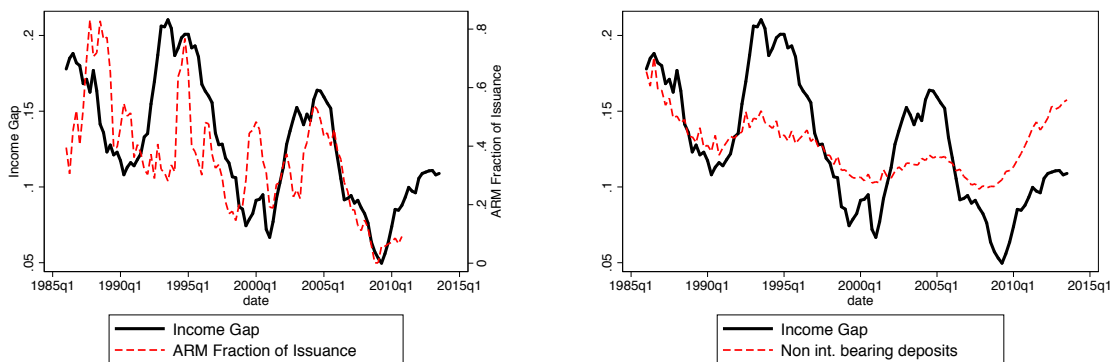 .2
.15
.1
.05
Income Gap
.8
.6
.4
.2
0
ARM Fraction of Issuance
1985q1 1990q1 1995q1 2000q1 2005q1 2010q1 2015q1
date
Income Gap
ARM Fraction of Issuance
.2
.15
.1
.05
1985q1 1990q1 1995q1 2000q1 2005q1 2010q1 2015q1
date
Income Gap
Non int. bearing deposits